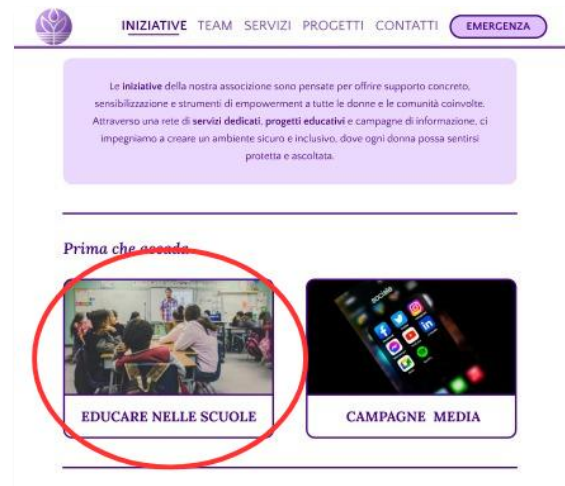 INIZIATIVE TEAM SERVIZI PROGETTI CONTATTI EMERGENZA
Le iniziative della nostra associzione sono pensate per offrire supporto concreto,
sensibilizzazione e strumenti di empowerment a tutte le donne e le comunità coinvolte.
Attraverso una rete di servizi dedicati, progetti educativi e campagne di informazione, ci
impegniamo a creare un ambiente sicuro e inclusivo, dove ogni donna possa sentirsi
protetta e ascoltata.
Prima che accada
sociale
EDUCARE NELLE SCUOLE
CAMPAGNE MEDIA